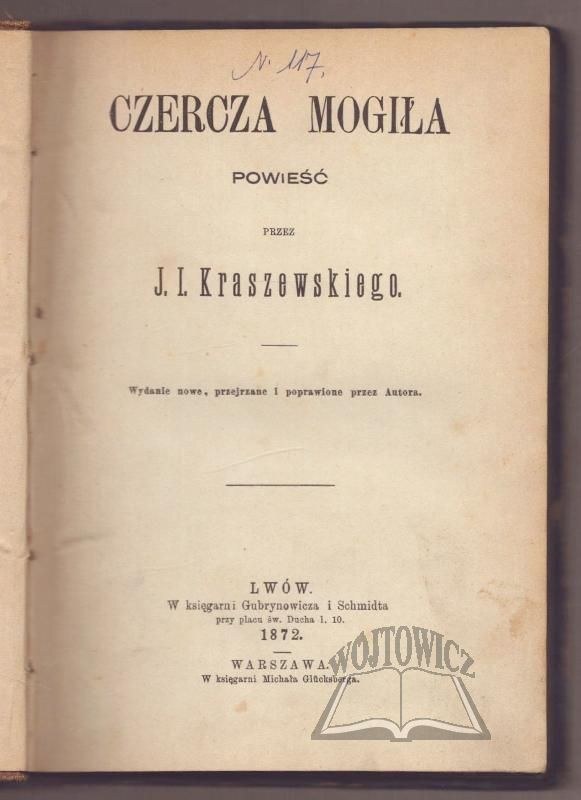 N. 117.
CZERCZA MOGIŁA
POWIEŚĆ
PRZEZ
J. I. Kraszewskiego.
Wydanie nowe, przejrzane i poprawione przez Autora.
LWÓW.
W księgarni Gubrynowicza i Schmidta
przy placu św. Ducha l. 10.
1872.
WARSZAWA.
W księgarni Michała Glücksberga.
WÓJTOWICZ